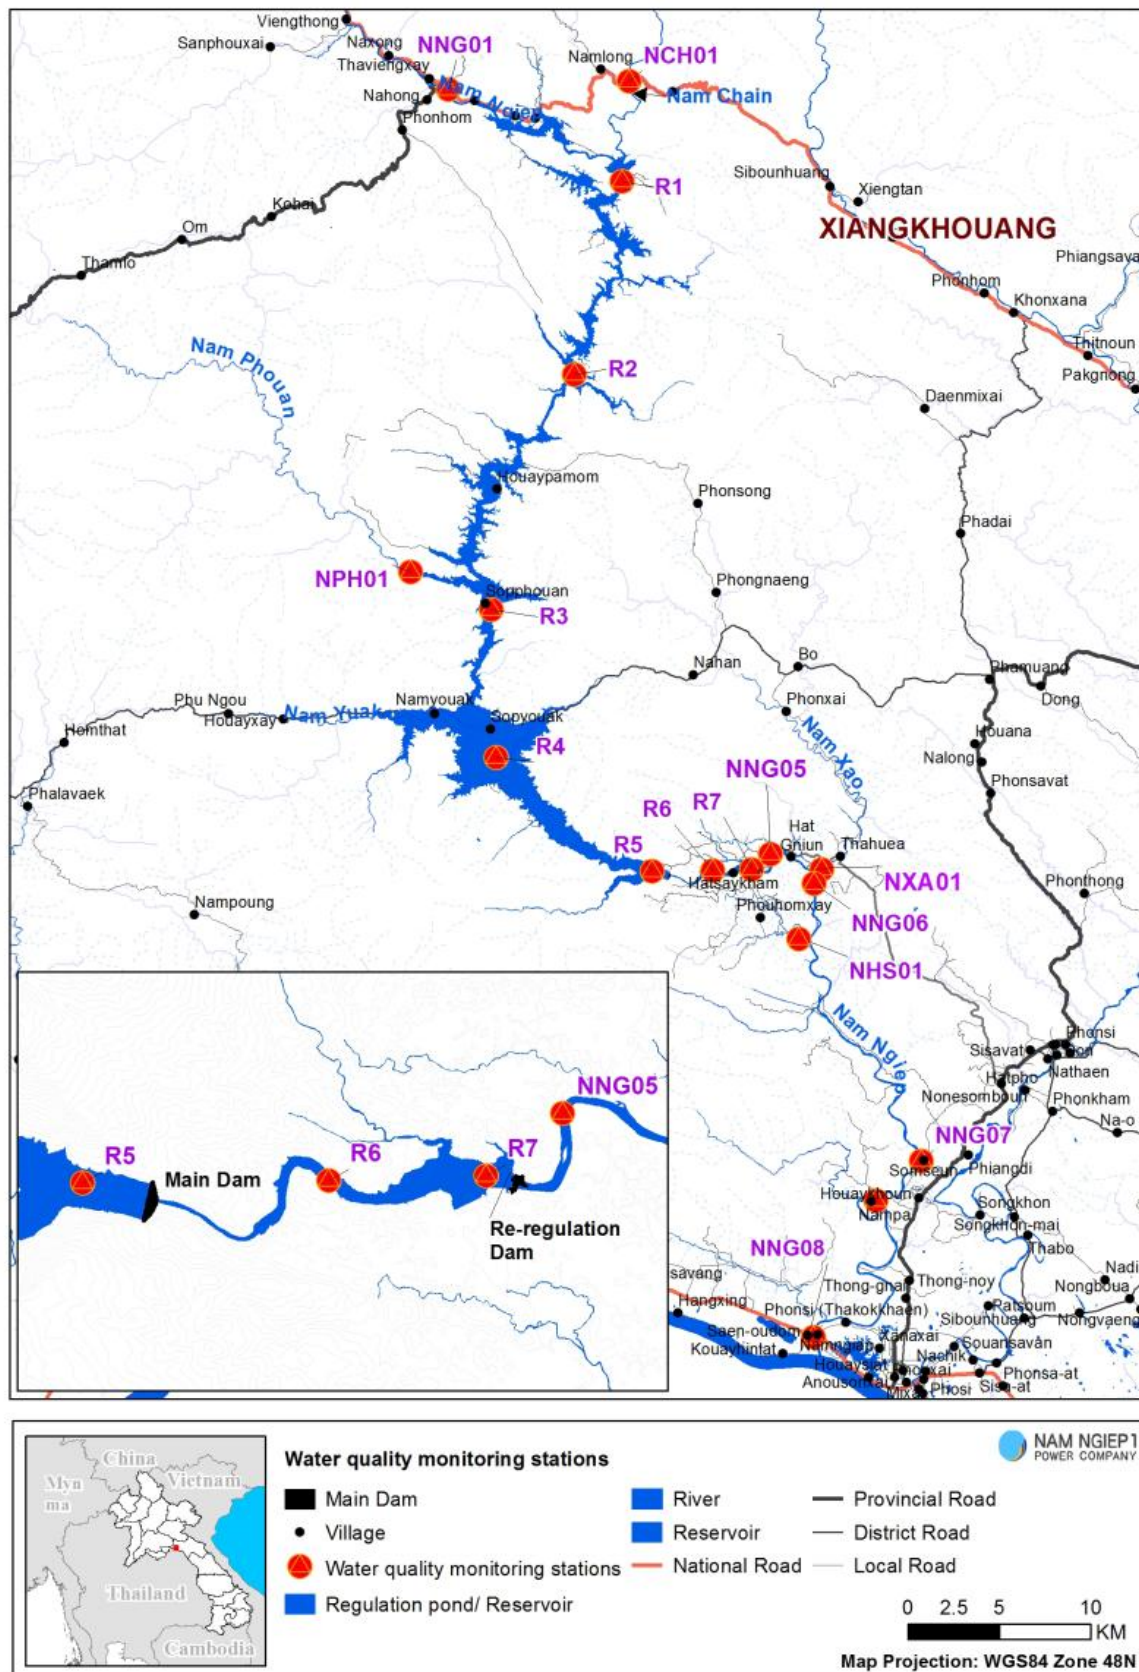 Viengthong
Sanphouxai
Naxong
NNG01
Namlong
NCH01
Thaviengxay
Nam Ngiep
Nam Chain
Nahong
Phonhom
R1
Sibounhuang
Xiengtan
Kohai
Om
XIANGKHOUANG
Thamlo
Phiangsava
Phonhom
Khonxana
Nam Phouan
Thitnoun
R2
Pakgnong
Daenmixai
Houaypamom
Phonsong
Phadai
NPH01
Phongnaeng
Sopphouan
R3
Nahan
Bo
Phamuang
Dong
Phu Ngou
Namyouak
Phonxai
Houayxay
Nam Yuak
Homthat
Sopyouak
R4
Nam Xao
Houana
Nalong
NNG05
Phonsavat
Phalavaek
R6
R7
R5
Hat
Gniun
Thahuea
Hatsaykham
NXA01
Phonthong
Nampoung
Phouhomxay
NNG06
NHS01
Nam Ngiep
Phonsi
Sisavat
Don
Nathaen
Hatpho
Nonesomboun
Phonkham
Na-o
NNG05
NNG07
R5
Main Dam
R6
R7
Somseun
Phiangdi
Houaykhoun
Nampa
Songkhon
Songkhon-mai
Re-regulation
Dam
NNG08
Thabo
savang
Thong-gnai
Thong-noy
Nadi
Nongboua
Hangxing
Phonsi (Thakokkhaen)
Patsoum
Sibounhuang
Nongvaeng
Saen-oudom
Namngiap
Xanaxai
Souansavan
Kouayhintat
Houaysiat
Nachik
Phonsa-at
Anousonxai
Mixai
Phosi
Sisa-at
China
Vietnam
Myn
ma
Thailand
Cambodia
Water quality monitoring stations
NAM NGIEP1
POWER COMPANY
Main Dam
River
Provincial Road
Village
Reservoir
District Road
Water quality monitoring stations
National Road
Local Road
Regulation pond/ Reservoir
0 2.5 5 10
KM
Map Projection: WGS84 Zone 48N